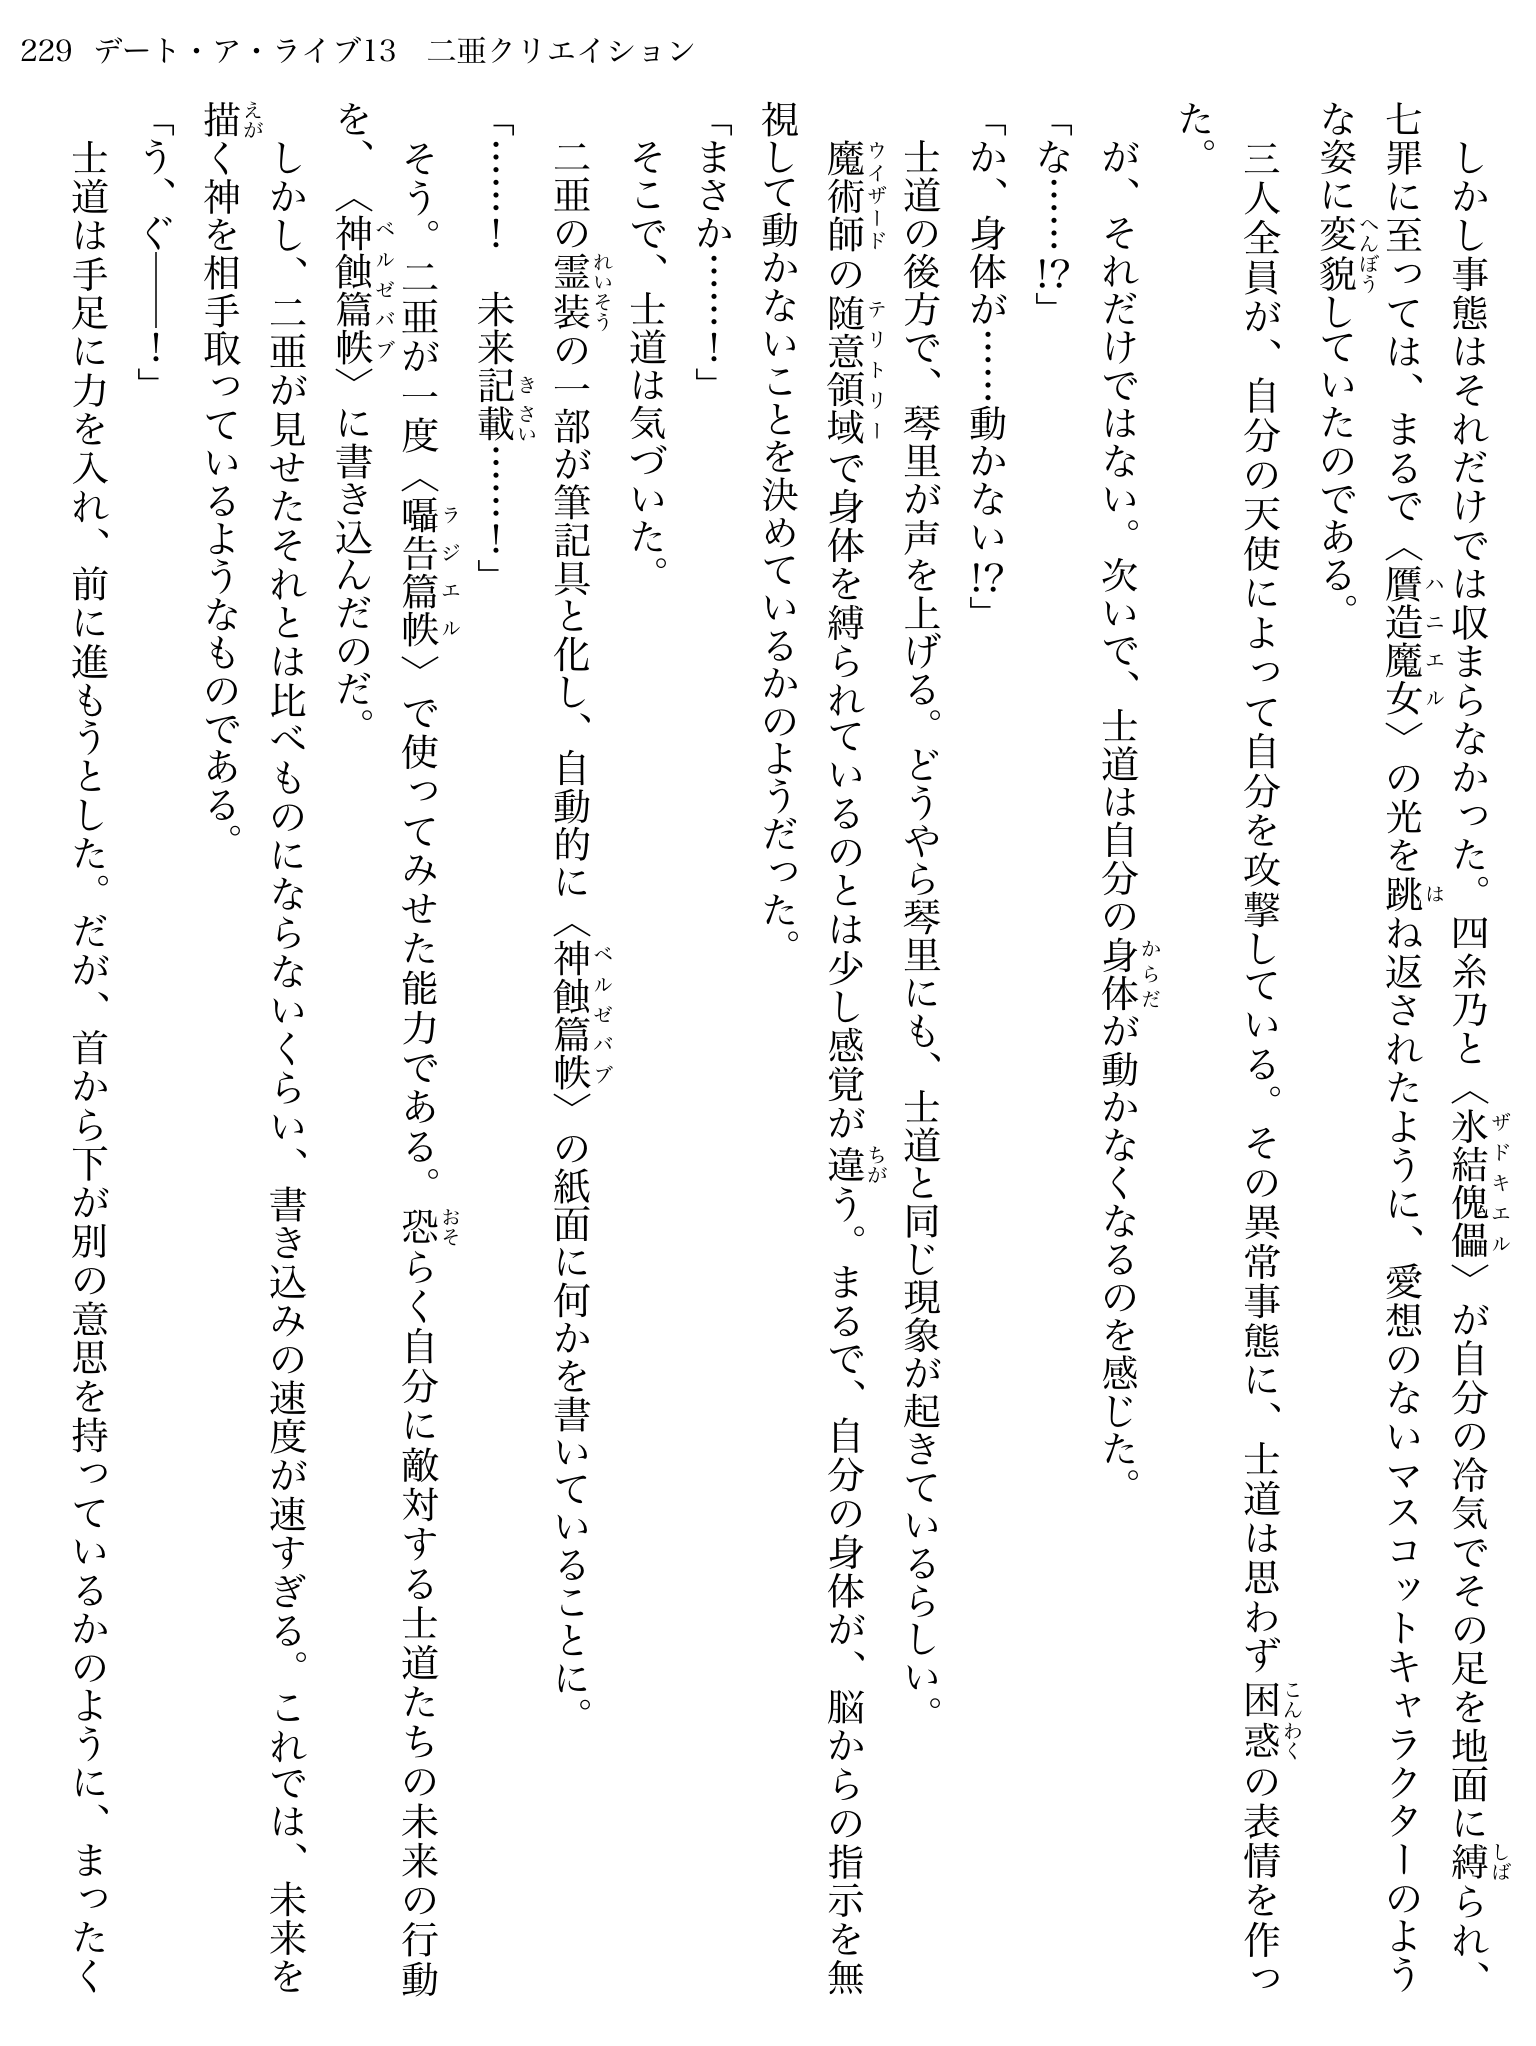 229 デート・ア・ライブ13　二亜クリエイション
　しかし事態はそれだけでは収まらなかった。四糸乃と〈氷結傀儡〉が自分の冷気でその足を地面に縛られ、
七罪に至っては、まるで〈贋造魔女〉の光を跳ね返されたように、愛想のないマスコットキャラクターのよう
な姿に変貌していたのである。
　三人全員が、自分の天使によって自分を攻撃している。その異常事態に、士道は思わず困惑の表情を作っ
た。
　が、それだけではない。次いで、士道は自分の身体が動かなくなるのを感じた。
「な……!?」
「か、身体が……動かない!?」
　士道の後方で、琴里が声を上げる。どうやら琴里にも、士道と同じ現象が起きているらしい。
　魔術師の随意領域で身体を縛られているのとは少し感覚が違う。まるで、自分の身体が、脳からの指示を無
視して動かないことを決めているかのようだった。
「まさか……！」
　そこで、士道は気づいた。
　二亜の霊装の一部が筆記具と化し、自動的に〈神蝕篇帙〉の紙面に何かを書いていることに。
「……！　未来記載……！」
　そう。二亜が一度〈囁告篇帙〉で使ってみせた能力である。恐らく自分に敵対する士道たちの未来の行動
を、〈神蝕篇帙〉に書き込んだのだ。
　しかし、二亜が見せたそれとは比べものにならないくらい、書き込みの速度が速すぎる。これでは、未来を
描く神を相手取っているようなものである。
「う、ぐ――！」
　士道は手足に力を入れ、前に進もうとした。だが、首から下が別の意思を持っているかのように、まったく